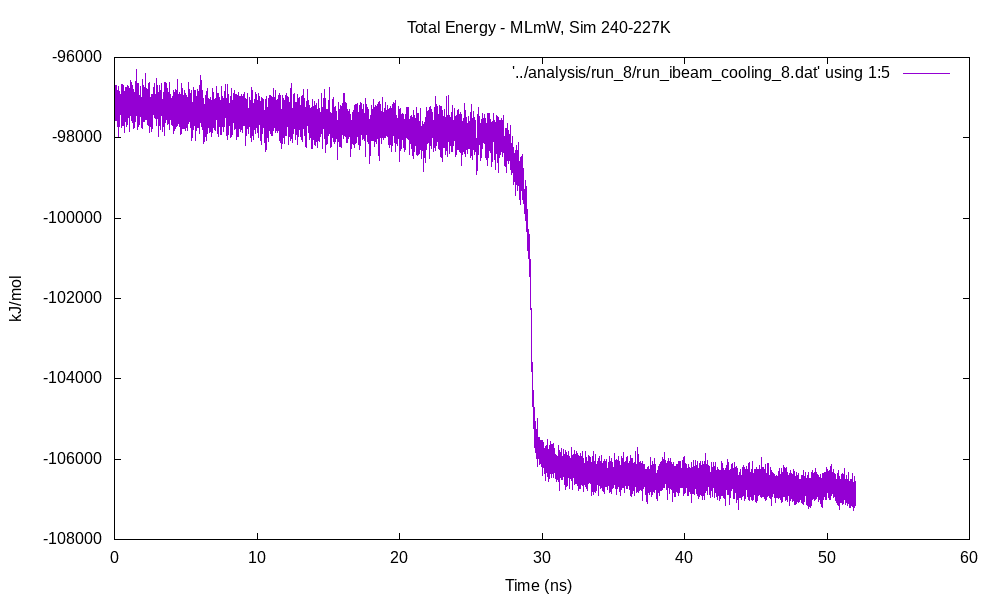 Total Energy - MLmW, Sim 240-227K
'../analysis/run_8/run_ibeam_cooling_8.dat' using 1:5
-96000
-98000
-100000
-102000
-104000
-106000
-108000
kJ/mol
0 10 20 30 40 50 60
Time (ns)